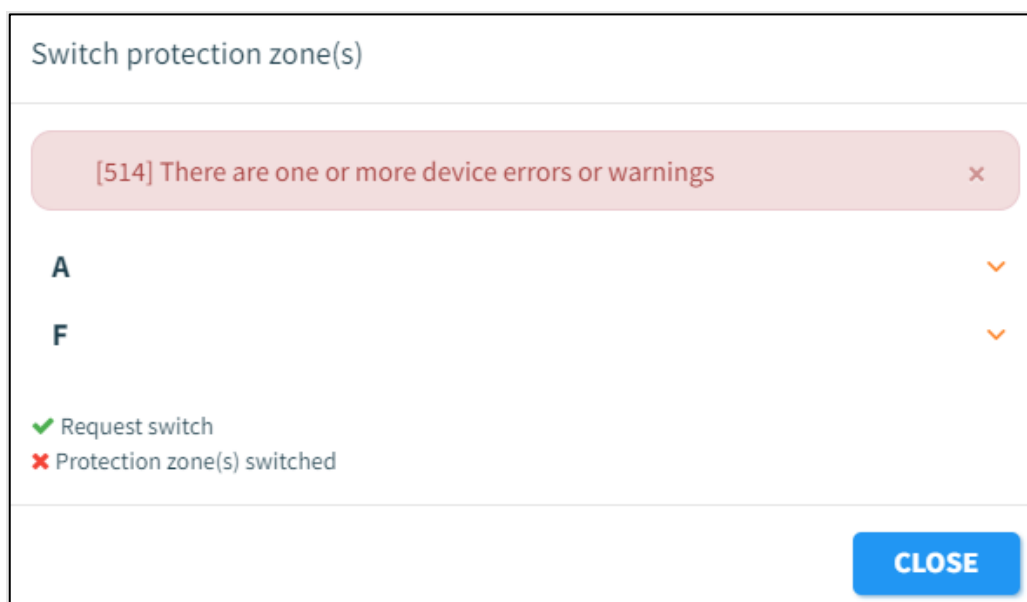 Switch protection zone(s)
[514] There are one or more device errors or warnings ×
A
F
✔ Request switch
✖ Protection zone(s) switched
CLOSE